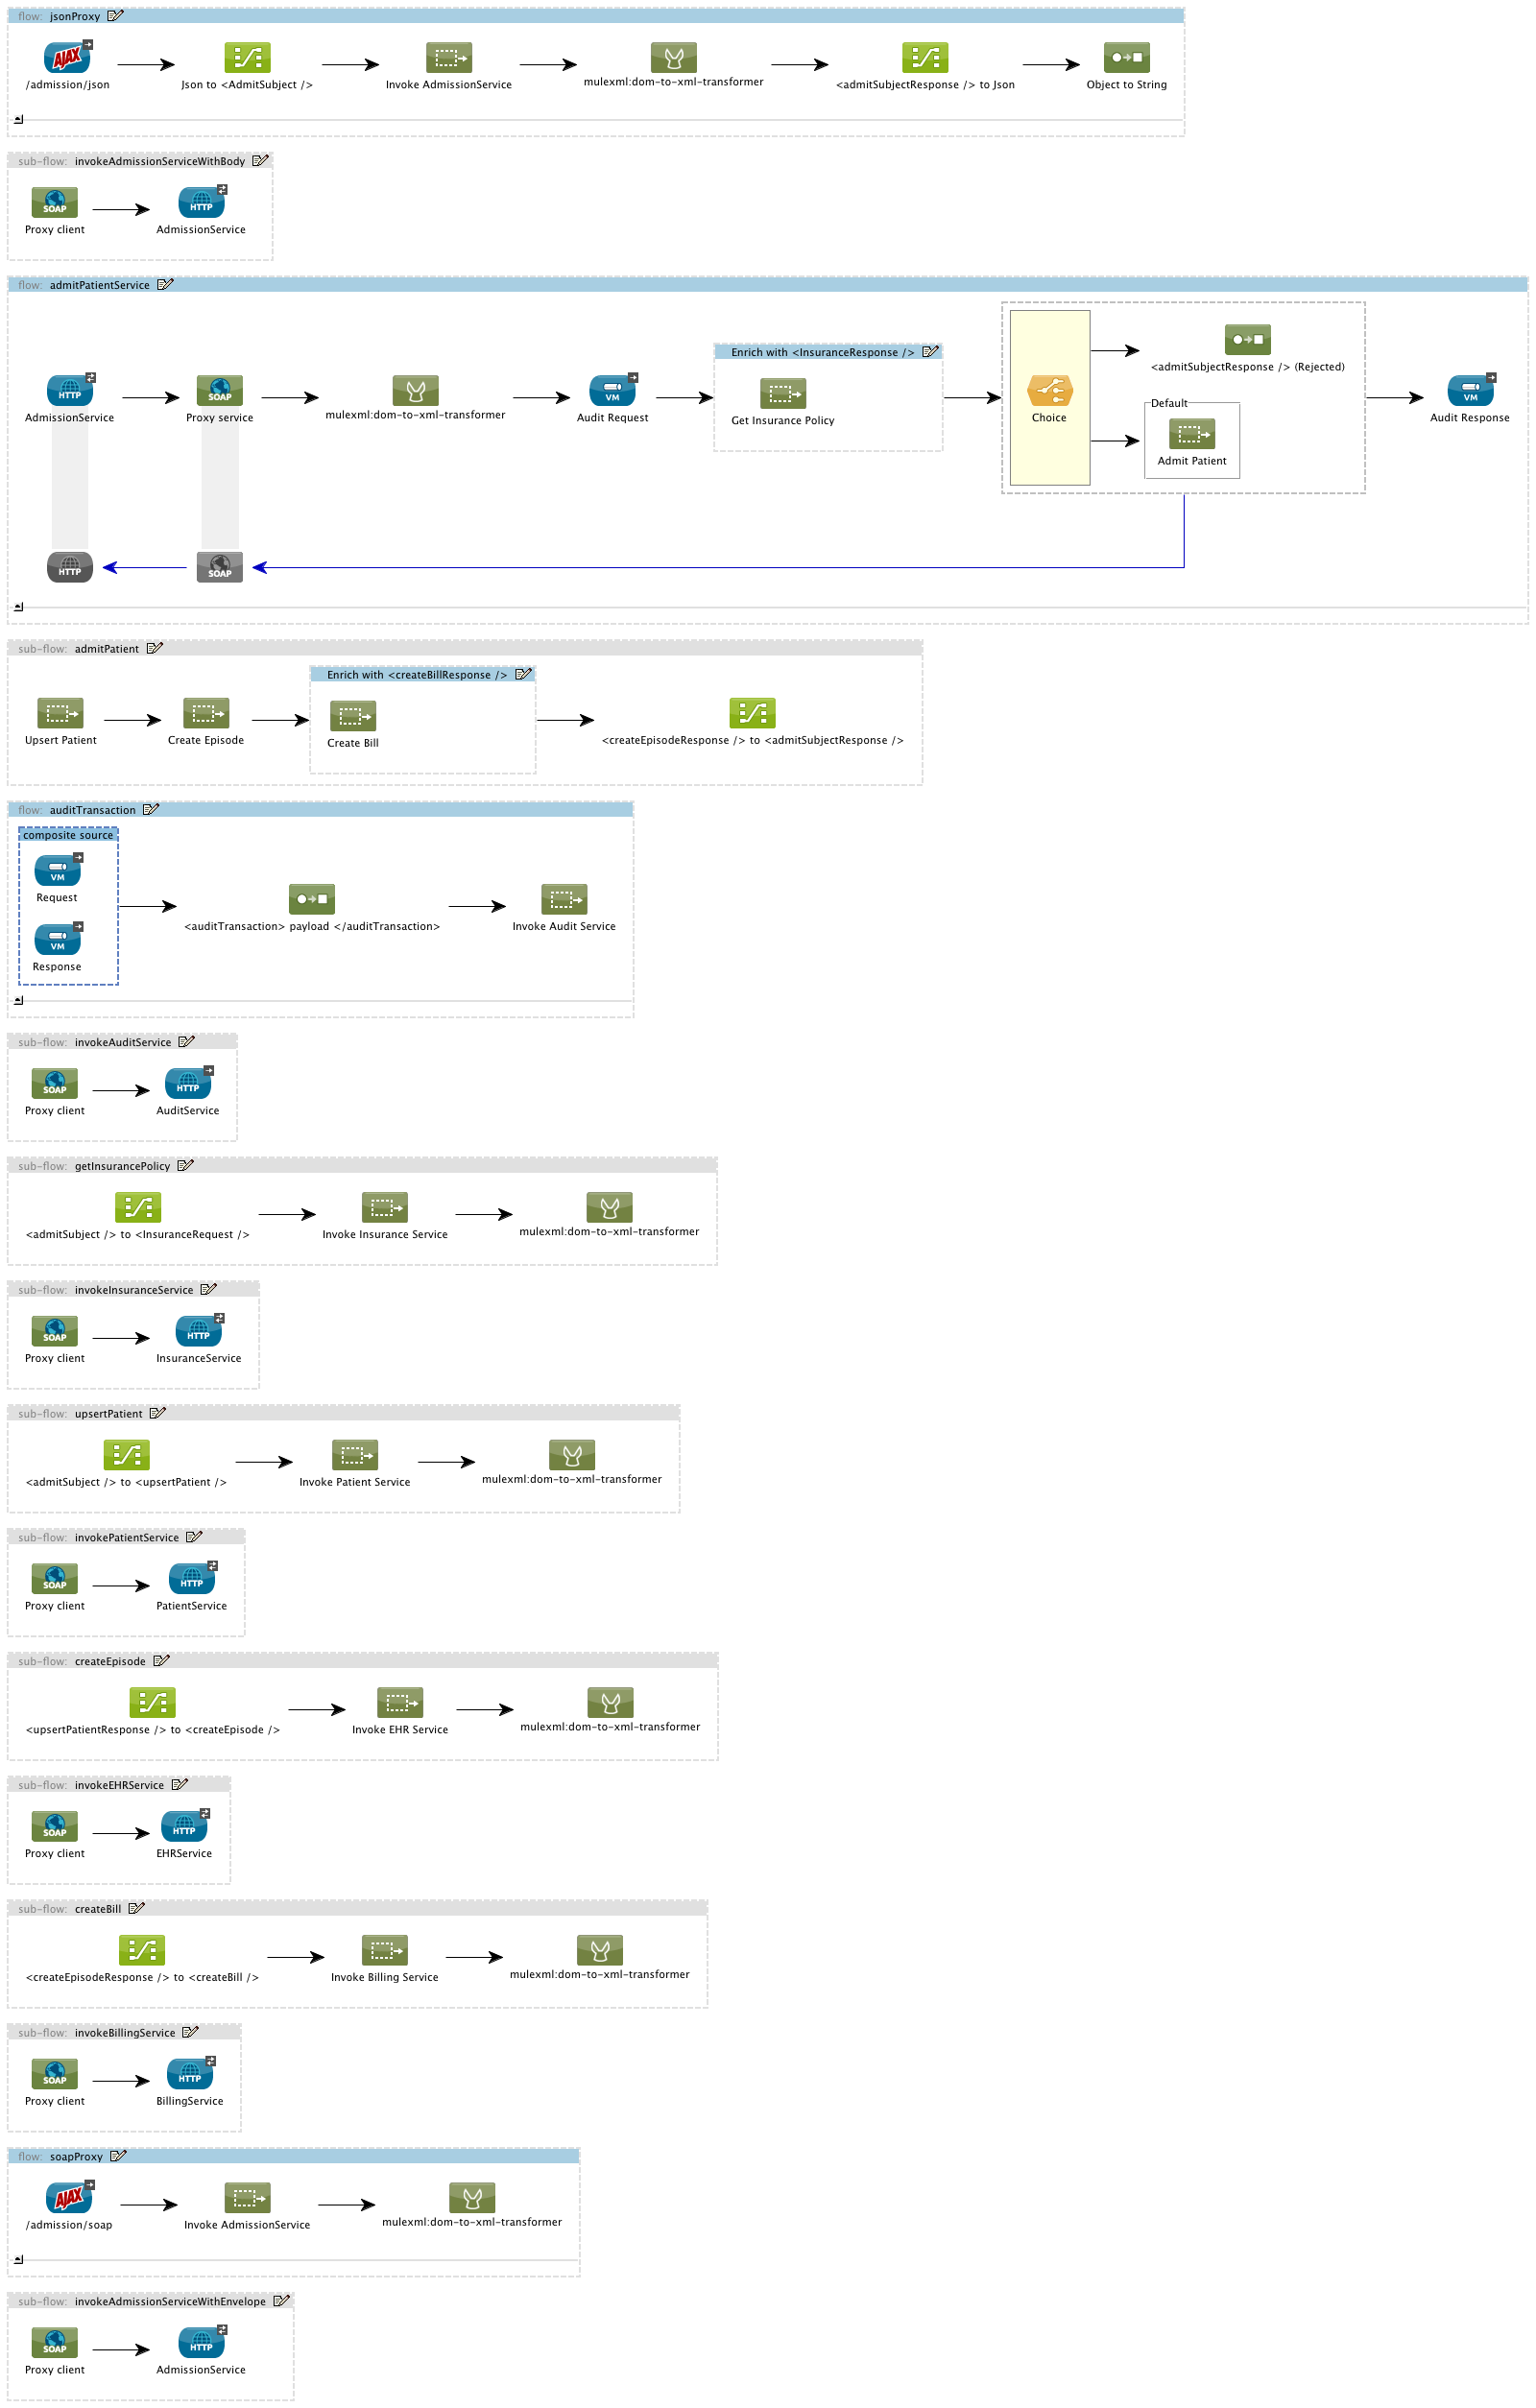 flow: jsonProxy
AJAX
/admission/json
Json to <AdmitSubject />
Invoke AdmissionService
mulexml:dom-to-xml-transformer
<admitSubjectResponse /> to Json
Object to String
sub-flow: invokeAdmissionServiceWithBody
SOAP
HTTP
Proxy client
AdmissionService
flow: admitPatientService
Enrich with <InsuranceResponse />
<admitSubjectResponse /> (Rejected)
HTTP
SOAP
VM
VM
AdmissionService
Proxy service
mulexml:dom-to-xml-transformer
Audit Request
Get Insurance Policy
Choice
Default
Admit Patient
Audit Response
HTTP
SOAP
sub-flow: admitPatient
Enrich with <createBillResponse />
Upsert Patient
Create Episode
Create Bill
<createEpisodeResponse /> to <admitSubjectResponse />
flow: auditTransaction
composite source
VM
Request
VM
Response
<auditTransaction> payload </auditTransaction>
Invoke Audit Service
sub-flow: invokeAuditService
SOAP
HTTP
Proxy client
AuditService
sub-flow: getInsurancePolicy
<admitSubject /> to <InsuranceRequest />
Invoke Insurance Service
mulexml:dom-to-xml-transformer
sub-flow: invokeInsuranceService
SOAP
HTTP
Proxy client
InsuranceService
sub-flow: upsertPatient
<admitSubject /> to <upsertPatient />
Invoke Patient Service
mulexml:dom-to-xml-transformer
sub-flow: invokePatientService
SOAP
HTTP
Proxy client
PatientService
sub-flow: createEpisode
<upsertPatientResponse /> to <createEpisode />
Invoke EHR Service
mulexml:dom-to-xml-transformer
sub-flow: invokeEHRService
SOAP
HTTP
Proxy client
EHRService
sub-flow: createBill
<createEpisodeResponse /> to <createBill />
Invoke Billing Service
mulexml:dom-to-xml-transformer
sub-flow: invokeBillingService
SOAP
HTTP
Proxy client
BillingService
flow: soapProxy
AJAX
/admission/soap
Invoke AdmissionService
mulexml:dom-to-xml-transformer
sub-flow: invokeAdmissionServiceWithEnvelope
SOAP
HTTP
Proxy client
AdmissionService